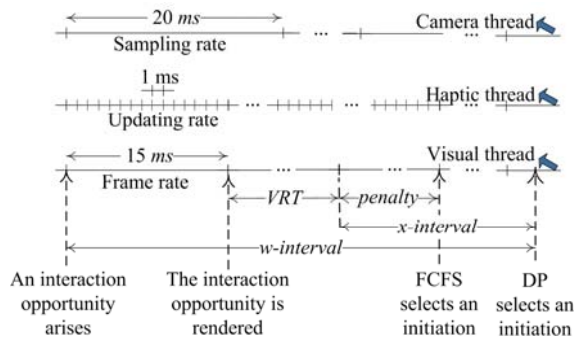 20 ms
Camera thread
Sampling rate
...
...
1 ms
Haptic thread
Updating rate
...
...
15 ms
Visual thread
Frame rate
...
...
...
VRT
penalty
x-interval
w-interval
An interaction
opportunity
arises
The interaction
opportunity is
rendered
FCFS
selects an
initiation
DP
selects an
initiation